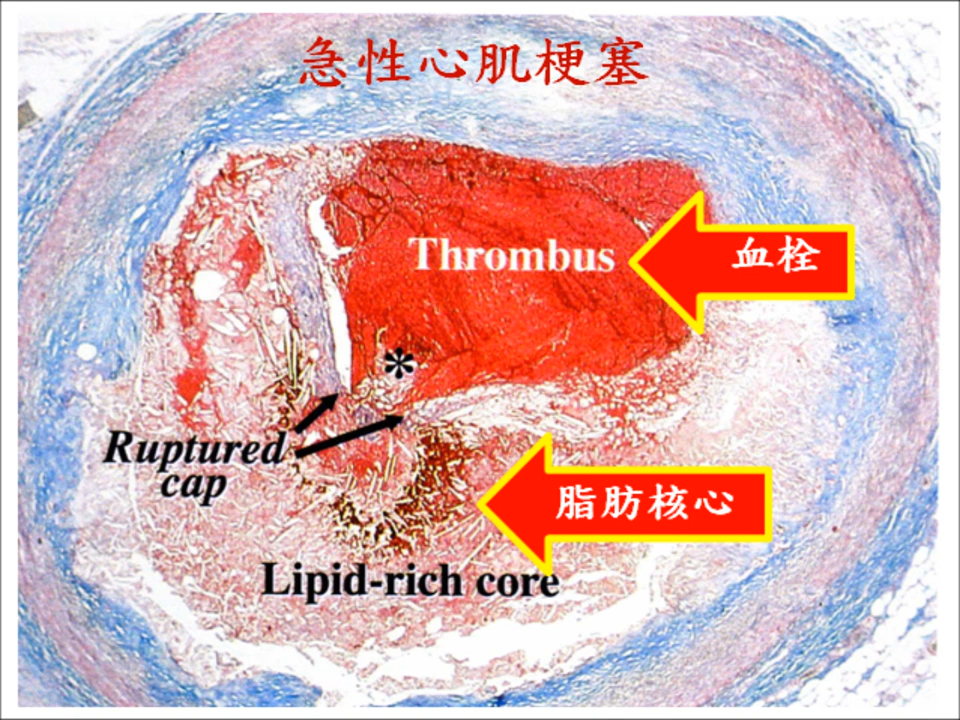 急性心肌梗塞
Thrombus
血栓
*
Ruptured
cap
脂肪核心
Lipid-rich core